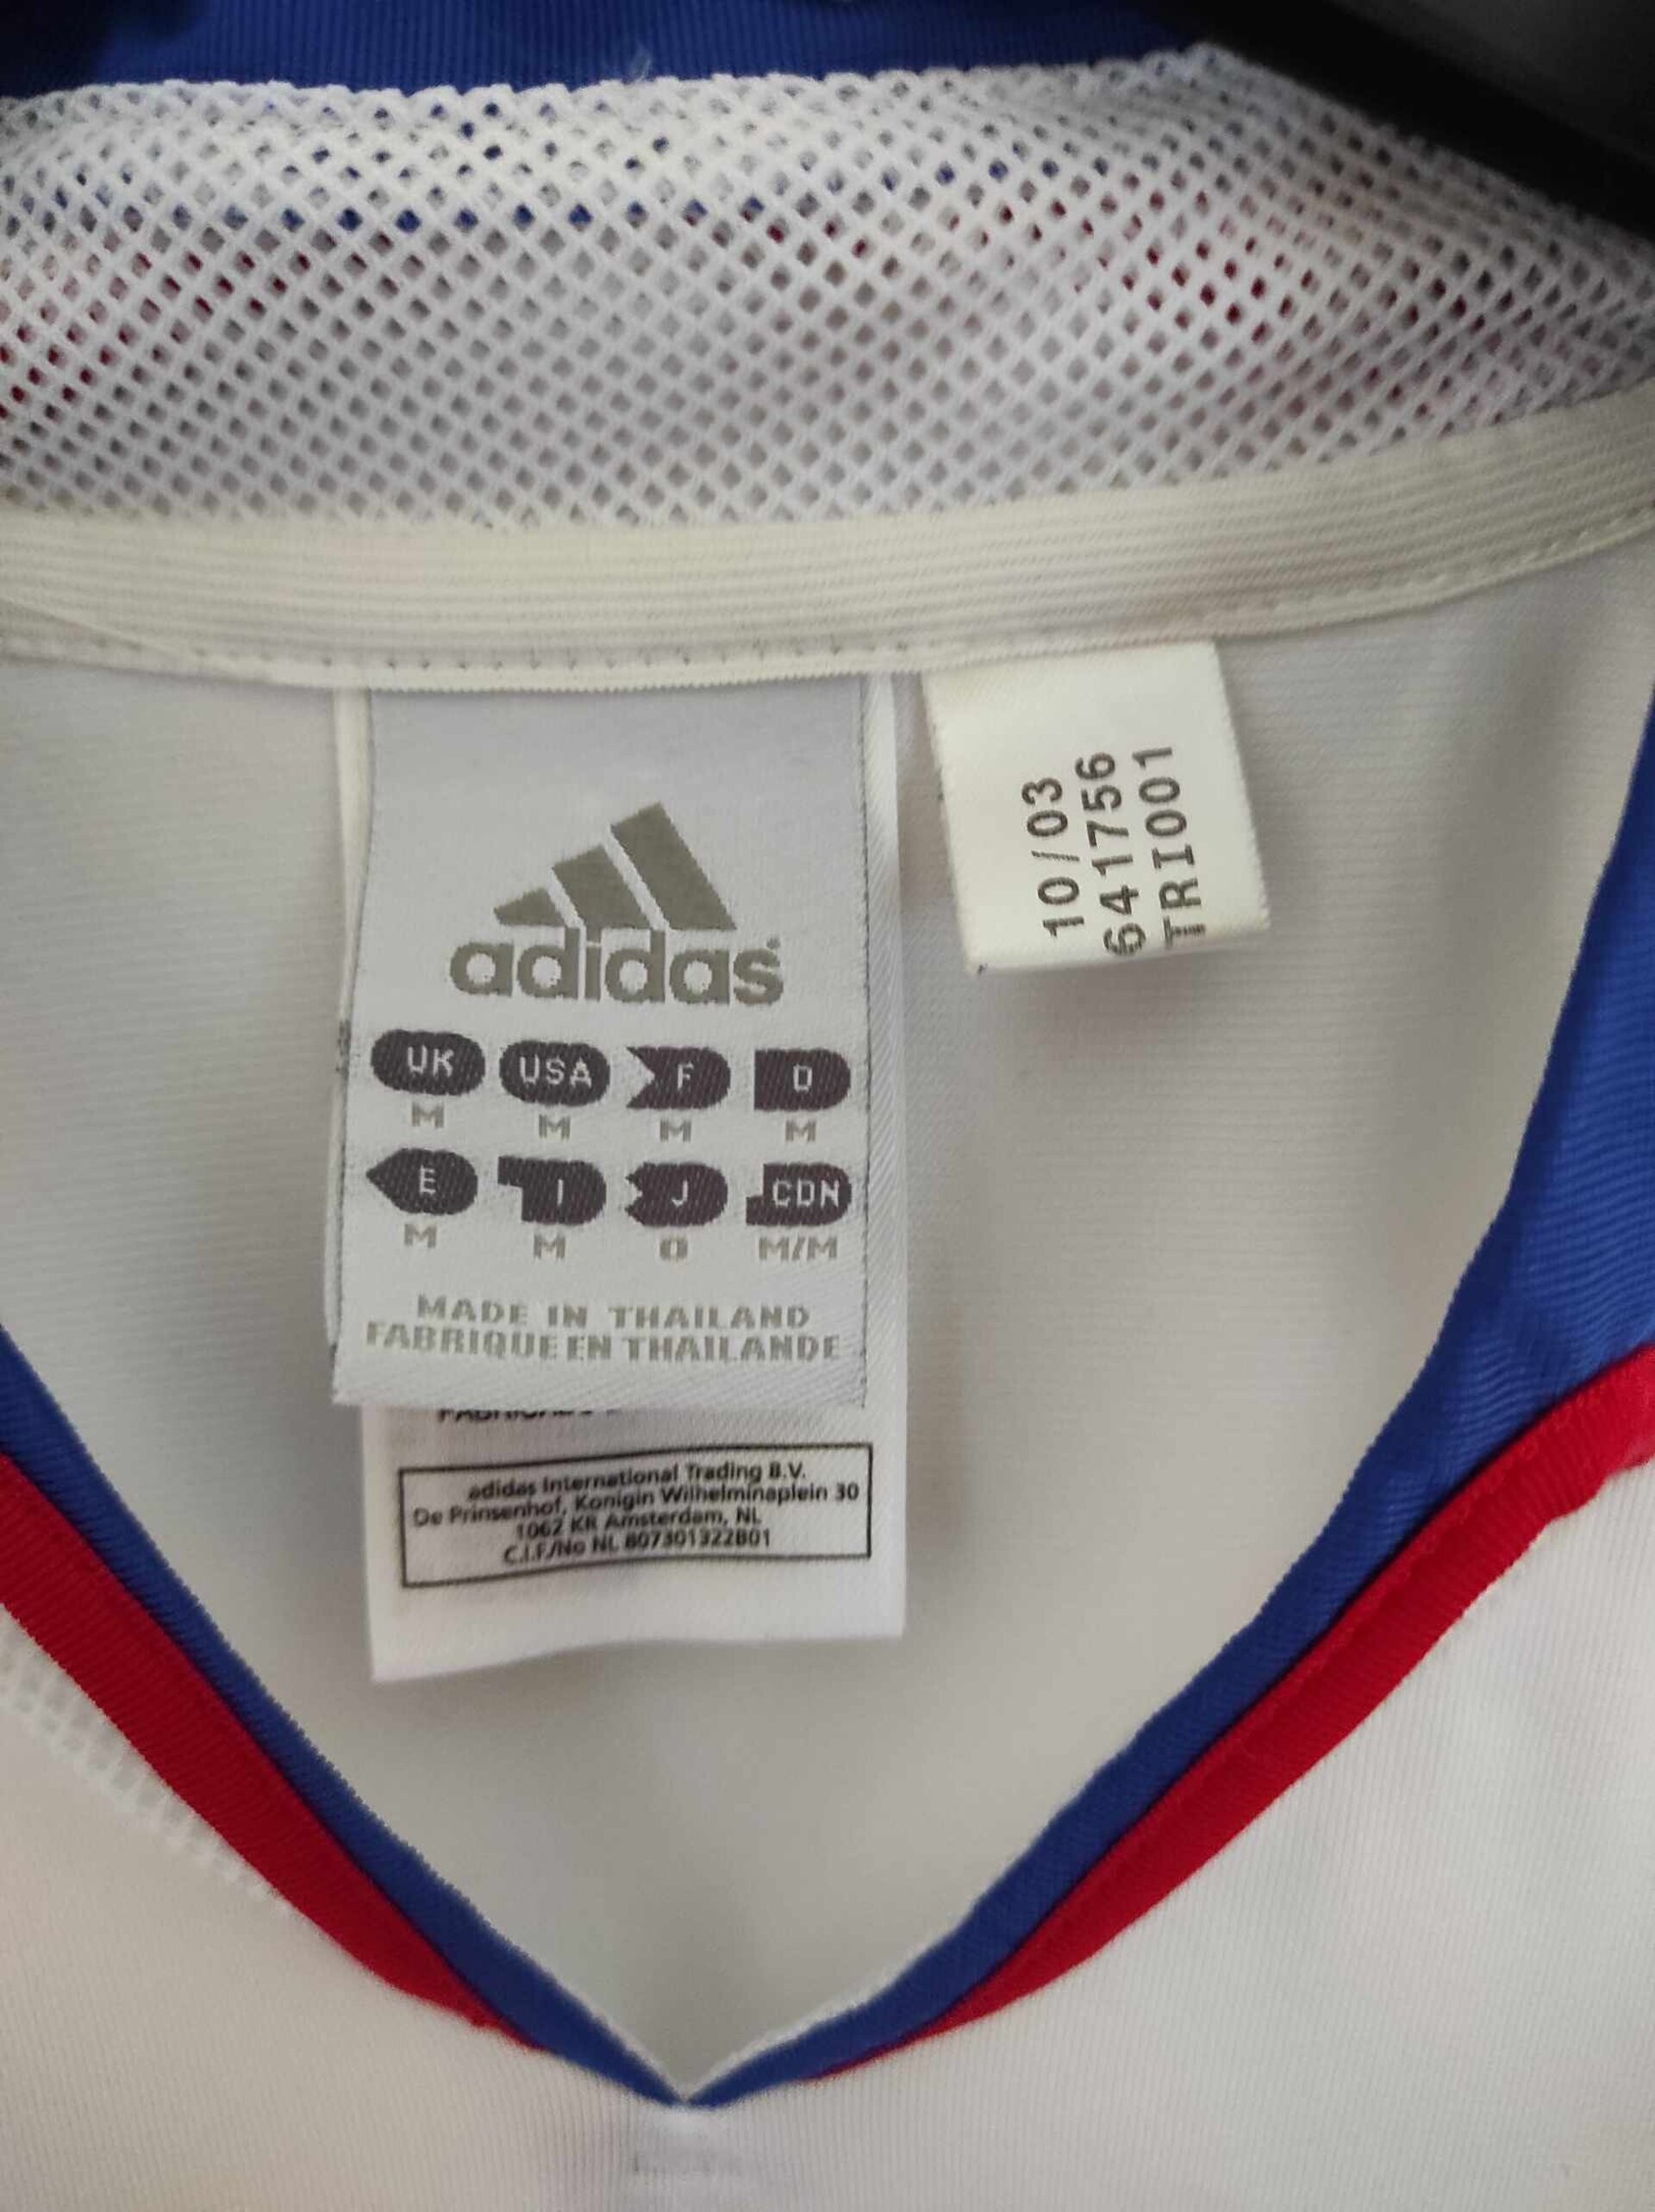 adidas
UK USA F D
M M M M
E I J CDN
M M O M/M
MADE IN THAILAND
FABRIQUE EN THAILANDE
adidas International Trading B.V.
De Prinsenhof, Konigin Wilhelminaplein 30
1062 KR Amsterdam, NL
C.I.F./No NL 807301322B01
10/03
641756
TRI001